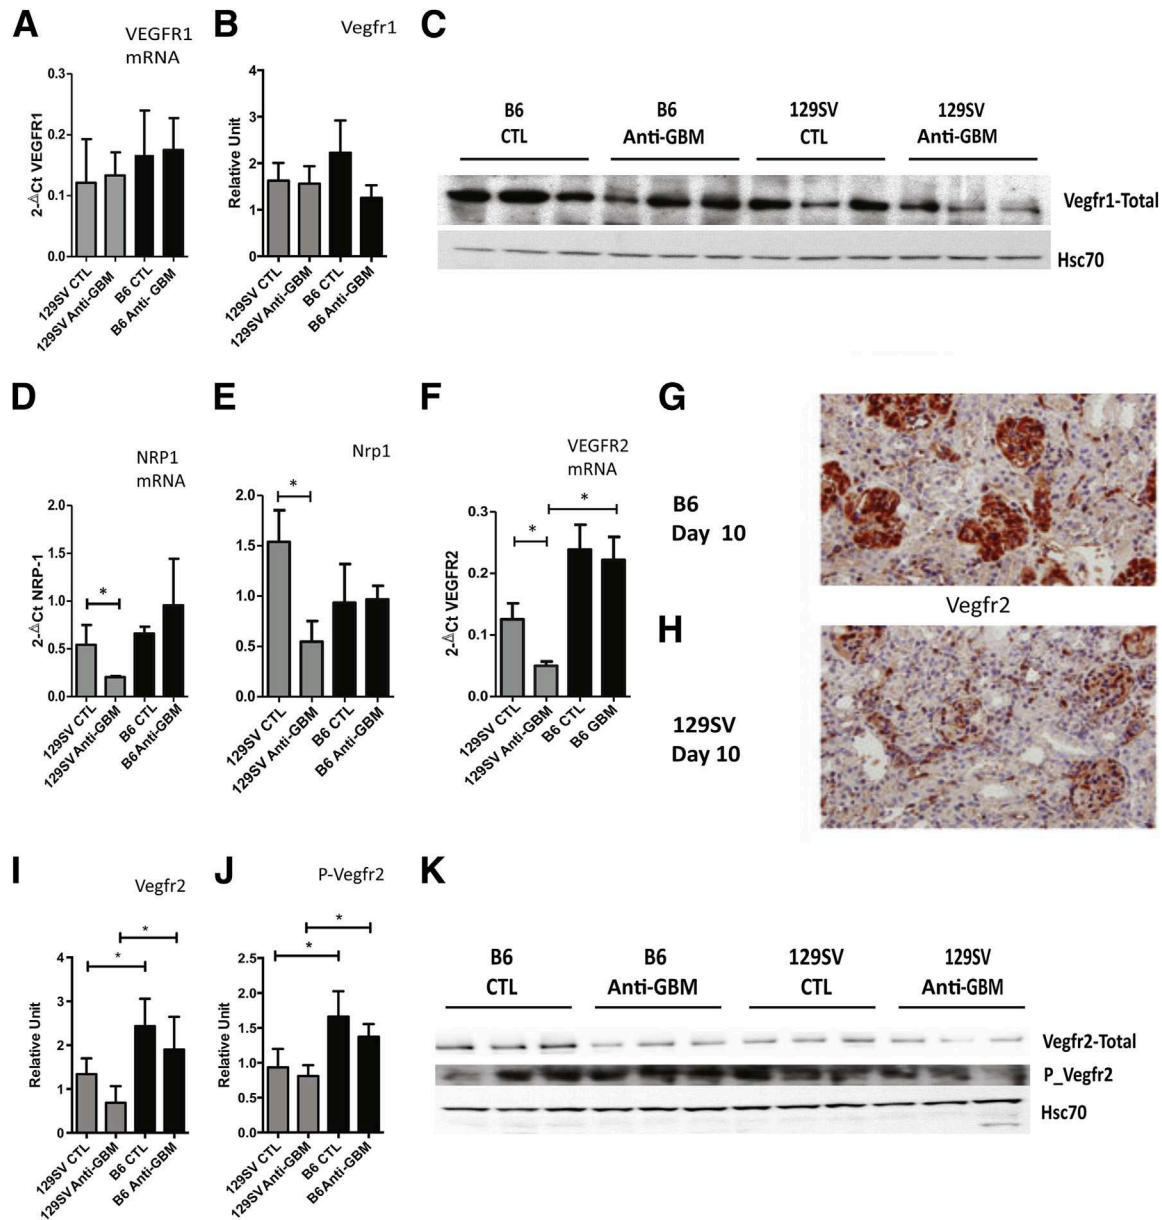 A
VEGFR1
mRNA
2-ΔCt VEGFR1
0.3
0.2
0.1
0.0
129SV CTL
129SV Anti-GBM
B6 CTL
B6 Anti- GBM
B
Vegfr1
Relative Unit
4
3
2
1
0
129SV CTL
129SV Anti-GBM
B6 CTL
B6 Anti-GBM
C
B6
CTL
B6
Anti-GBM
129SV
CTL
129SV
Anti-GBM
Vegfr1-Total
Hsc70
D
NRP1
mRNA
2-ΔCt NRP-1
2.0
1.5
1.0
0.5
0.0
*
129SV CTL
129SV Anti-GBM
B6 CTL
B6 Anti-GBM
E
Nrp1
2.0
1.5
1.0
0.5
0.0
*
129SV CTL
129SV Anti-GBM
B6 CTL
B6 Anti-GBM
F
VEGFR2
mRNA
2-ΔCt VEGFR2
0.3
0.2
0.1
0.0
*
*
129SV CTL
129SV Anti-GBM
B6 CTL
B6 GBM
G
B6
Day 10
Vegfr2
H
129SV
Day 10
I
Vegfr2
Relative Unit
4
3
2
1
0
*
*
129SV CTL
129SV Anti-GBM
B6 CTL
B6 Anti-GBM
J
P-Vegfr2
Relative Unit
2.5
2.0
1.5
1.0
0.5
0.0
*
*
129SV CTL
129SV Anti-GBM
B6 CTL
B6Anti-GBM
K
B6
CTL
B6
Anti-GBM
129SV
CTL
129SV
Anti-GBM
Vegfr2-Total
P_Vegfr2
Hsc70